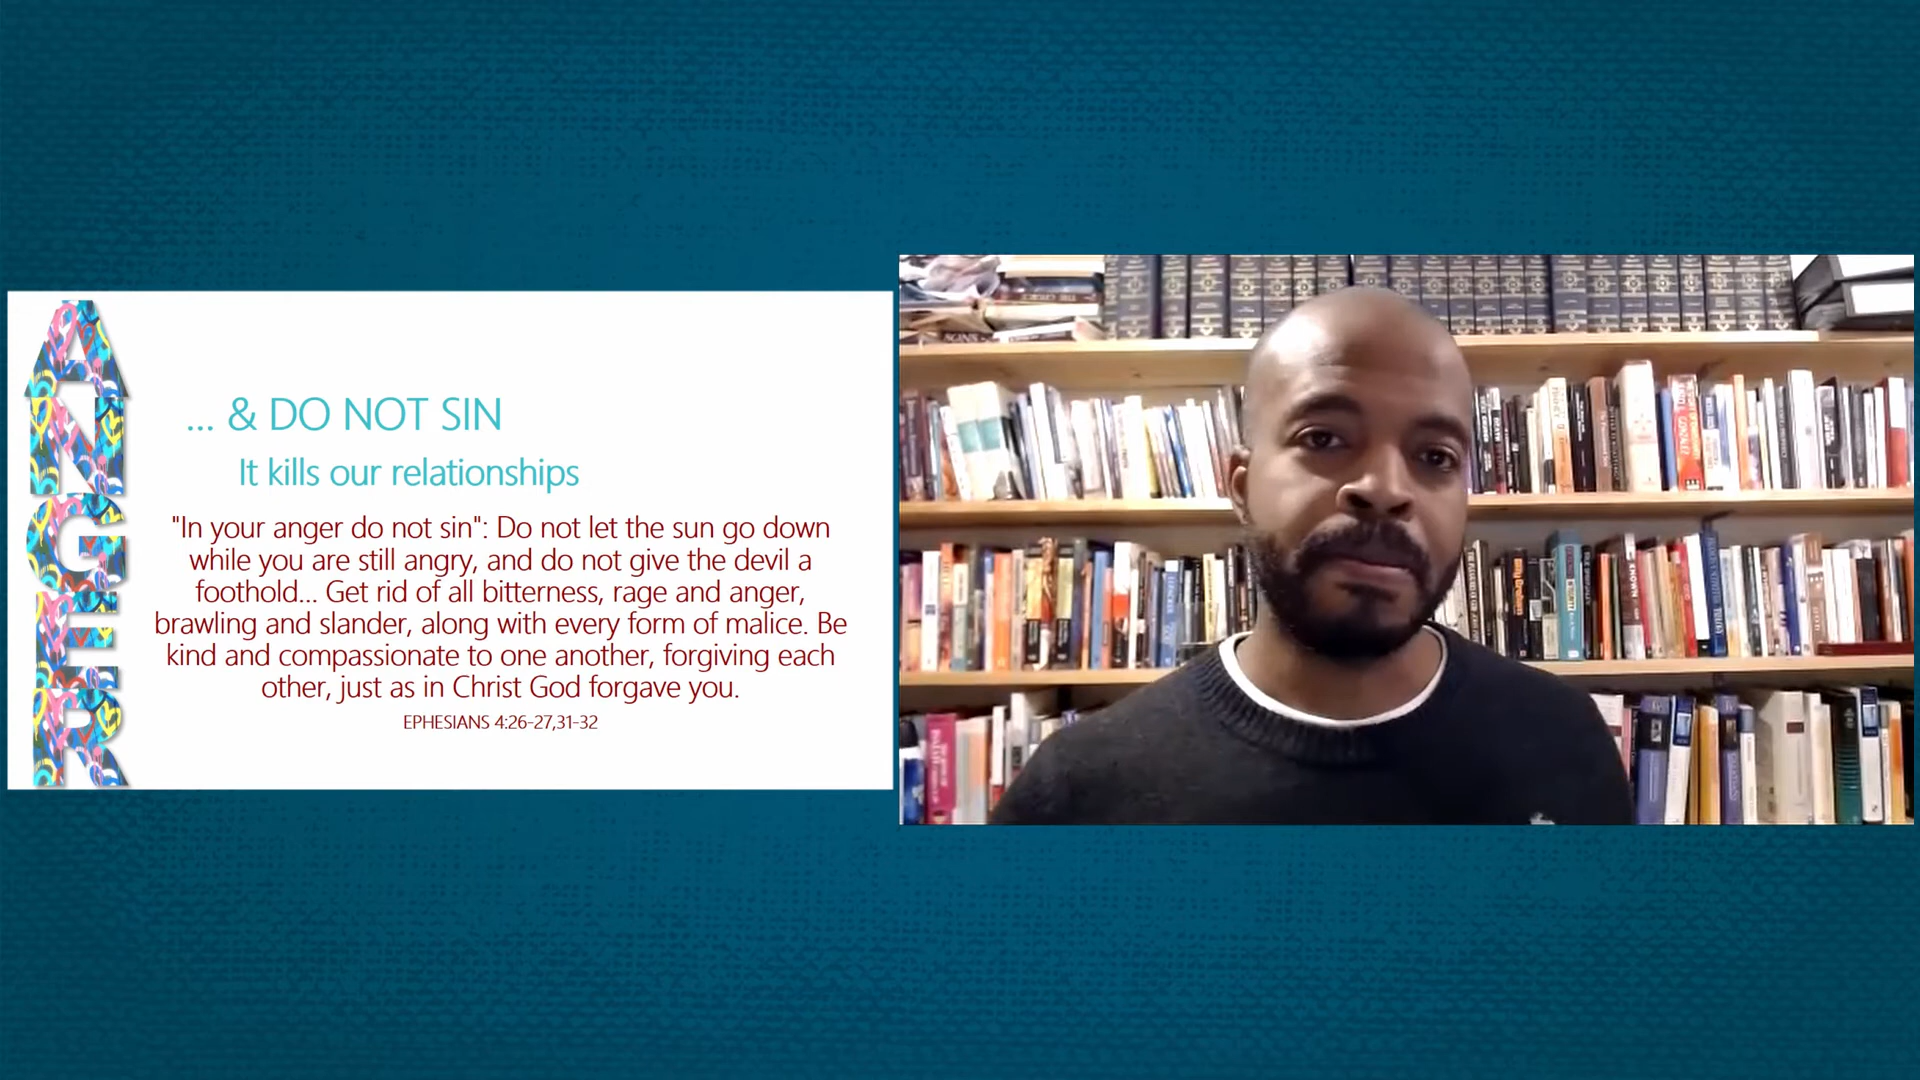 ANGER
... & DO NOT SIN
It kills our relationships
"In your anger do not sin": Do not let the sun go down
while you are still angry, and do not give the devil a
foothold... Get rid of all bitterness, rage and anger,
brawling and slander, along with every form of malice. Be
kind and compassionate to one another, forgiving each
other, just as in Christ God forgave you.
EPHESIANS 4:26-27,31-32